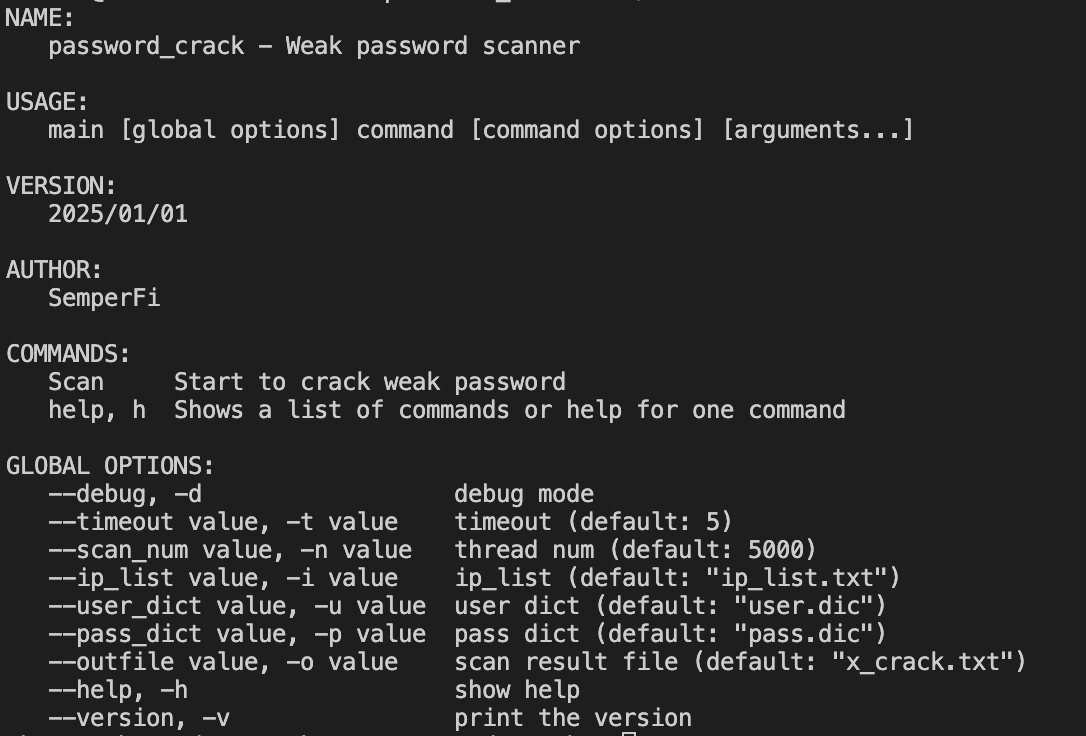 NAME:
password_crack - Weak password scanner
USAGE:
main [global options] command [command options] [arguments...]
VERSION:
2025/01/01
AUTHOR:
SemperFi
COMMANDS:
Scan     Start to crack weak password
help, h  Shows a list of commands or help for one command
GLOBAL OPTIONS:
--debug, -d                  debug mode
--timeout value, -t value    timeout (default: 5)
--scan_num value, -n value   thread num (default: 5000)
--ip_list value, -i value    ip_list (default: "ip_list.txt")
--user_dict value, -u value  user dict (default: "user.dic")
--pass_dict value, -p value  pass dict (default: "pass.dic")
--outfile value, -o value    scan result file (default: "x_crack.txt")
--help, -h                   show help
--version, -v                print the version